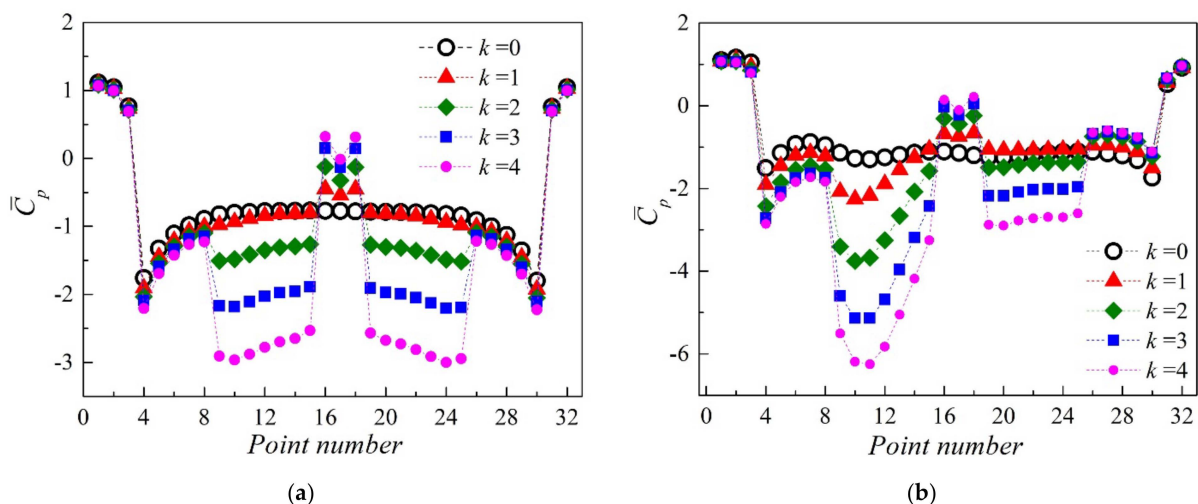 2
1
0
-1
-2
-3
C̅p
0
4
8
12
16
20
24
28
32
Point number
k =0
k =1
k =2
k =3
k =4
(a)
2
0
-2
-4
-6
C̅p
0
4
8
12
16
20
24
28
32
Point number
k =0
k =1
k =2
k =3
k =4
(b)